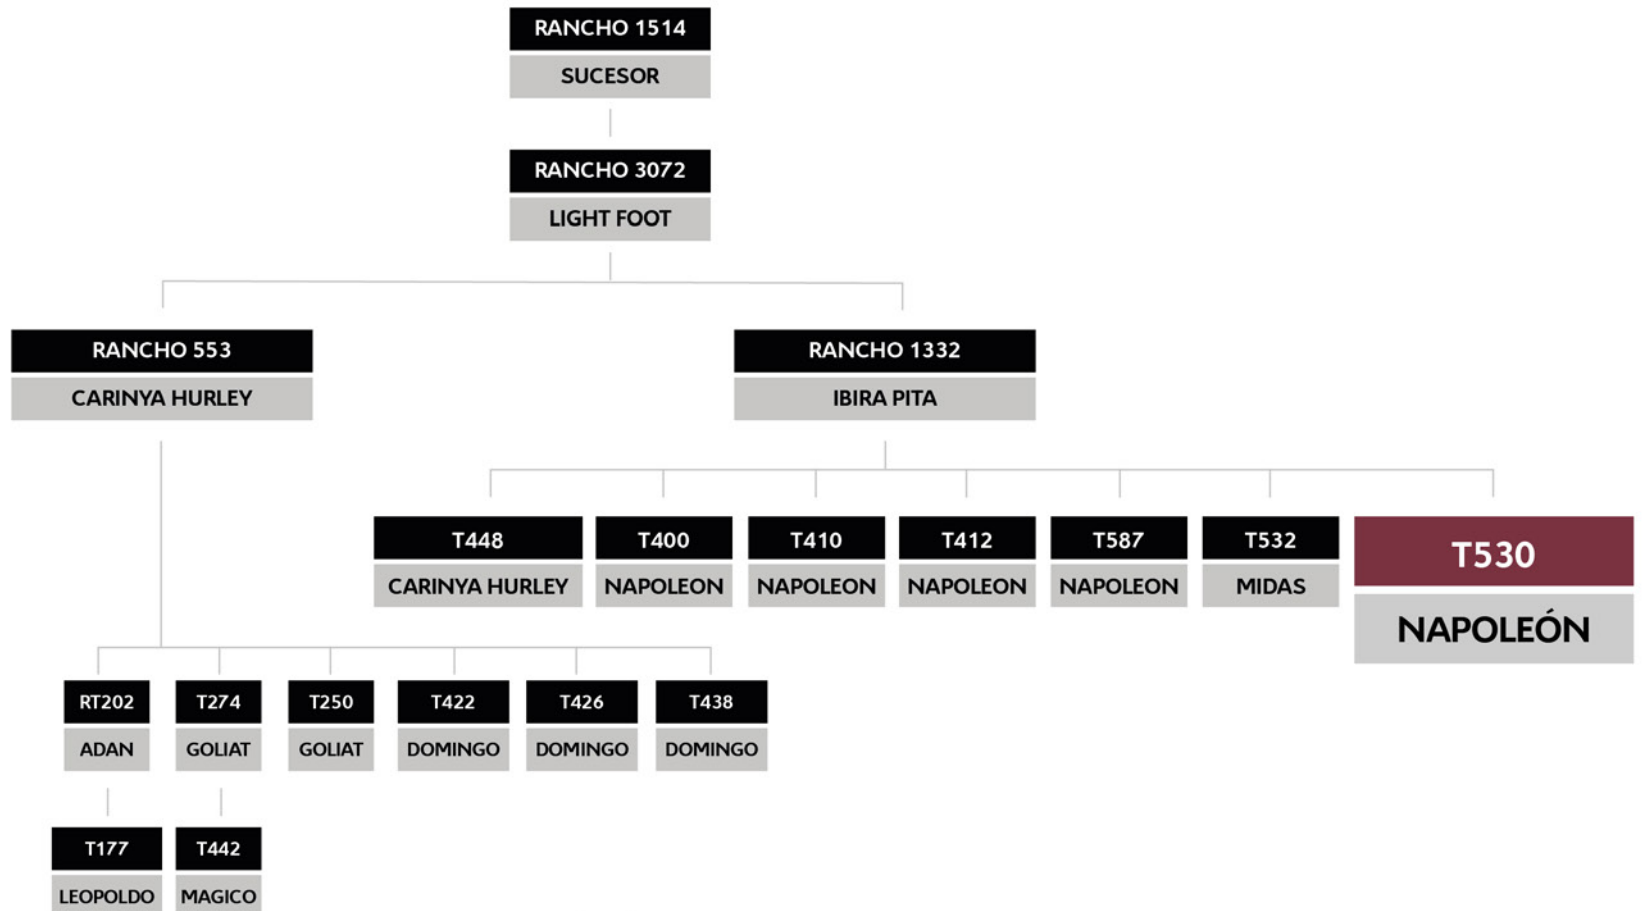 RANCHO 1514
SUCESOR
RANCHO 3072
LIGHT FOOT
RANCHO 553
CARINYA HURLEY
RANCHO 1332
IBIRA PITA
T448
CARINYA HURLEY
T400
NAPOLEON
T410
NAPOLEON
T412
NAPOLEON
T587
NAPOLEON
T532
MIDAS
T530
NAPOLEÓN
RT202
ADAN
T274
GOLIAT
T250
GOLIAT
T422
DOMINGO
T426
DOMINGO
T438
DOMINGO
T177
LEOPOLDO
T442
MAGICO